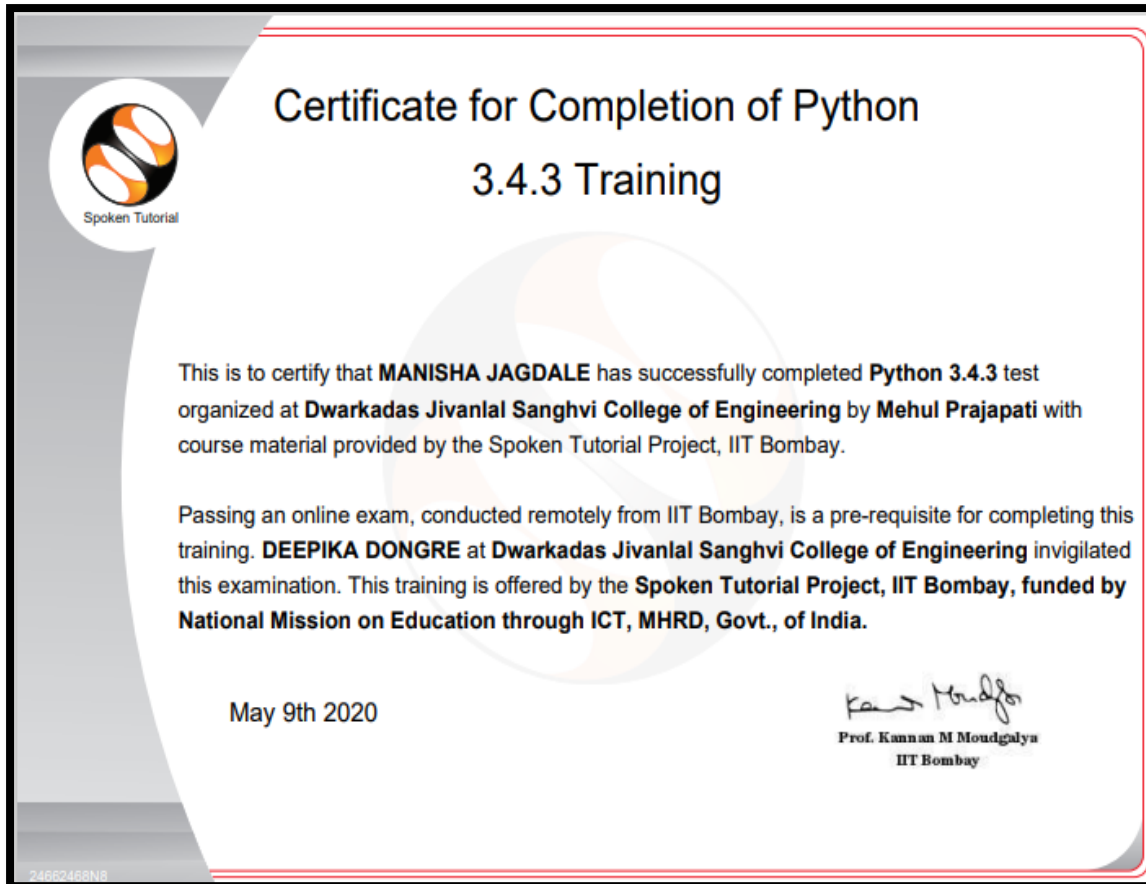 Certificate for Completion of Python
3.4.3 Training
Spoken Tutorial
This is to certify that MANISHA JAGDALE has successfully completed Python 3.4.3 test
organized at Dwarkadas Jivanlal Sanghvi College of Engineering by Mehul Prajapati with
course material provided by the Spoken Tutorial Project, IIT Bombay.
Passing an online exam, conducted remotely from IIT Bombay, is a pre-requisite for completing this
training. DEEPIKA DONGRE at Dwarkadas Jivanlal Sanghvi College of Engineering invigilated
this examination. This training is offered by the Spoken Tutorial Project, IIT Bombay, funded by
National Mission on Education through ICT, MHRD, Govt., of India.
May 9th 2020
Prof. Kannan M Moudgalya
IIT Bombay
24662468N8